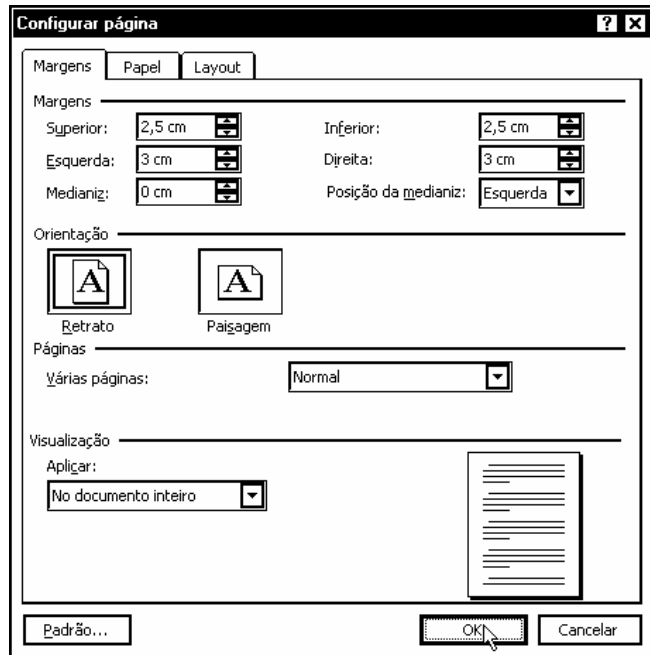 Configurar página
Margens Papel Layout
Margens
Superior: 2,5 cm Inferior: 2,5 cm
Esquerda: 3 cm Direita: 3 cm
Medianiz: 0 cm Posição da medianiz: Esquerda
Orientação
A A
Retrato Paisagem
Páginas
Várias páginas: Normal
Visualização
Aplicar:
No documento inteiro
Padrão... OK Cancelar